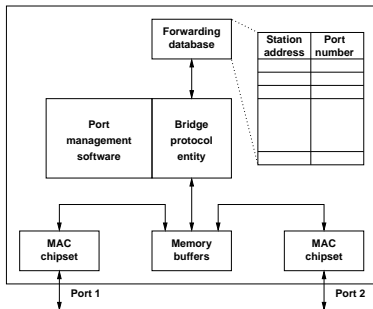 Forwarding
database
Station
address
Port
number
Port
management
software
Bridge
protocol
entity
MAC
chipset
Memory
buffers
MAC
chipset
Port 1
Port 2